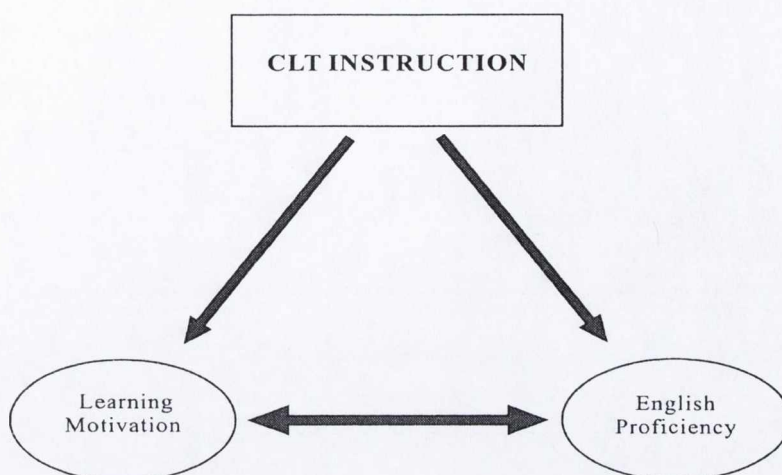 CLT INSTRUCTION
Learning
Motivation
English
Proficiency